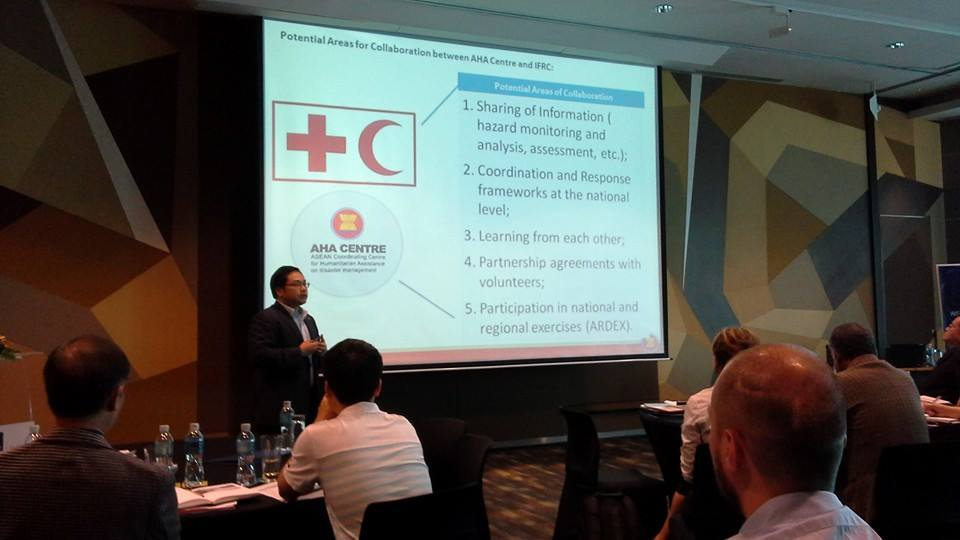 Potential Areas for Collaboration between AHA Centre and IFRC:
Potential Areas of Collaboration
1. Sharing of Information (
hazard monitoring and
analysis, assessment, etc.);
2. Coordination and Response
frameworks at the national
level;
3. Learning from each other;
4. Partnership agreements with
volunteers;
5. Participation in national and
regional exercises (ARDEX).
AHA CENTRE
ASEAN Coordinating Centre
for Humanitarian Assistance
on disaster management